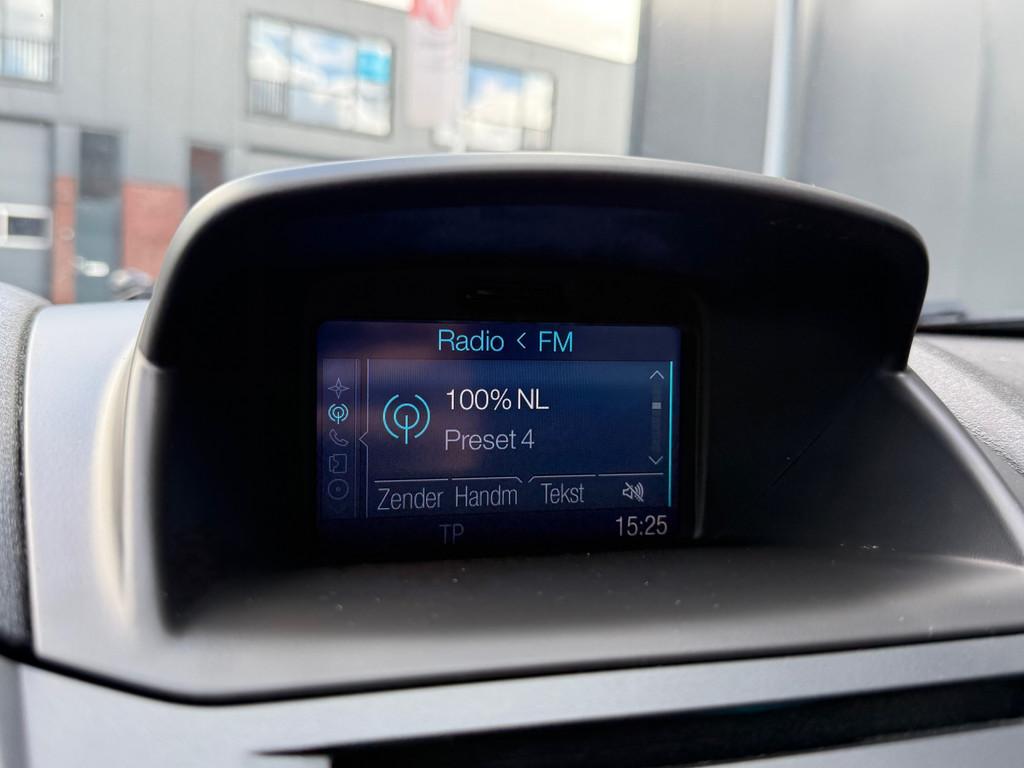 Radio < FM
100% NL
Preset 4
Zender Handm Tekst
TP
15:25